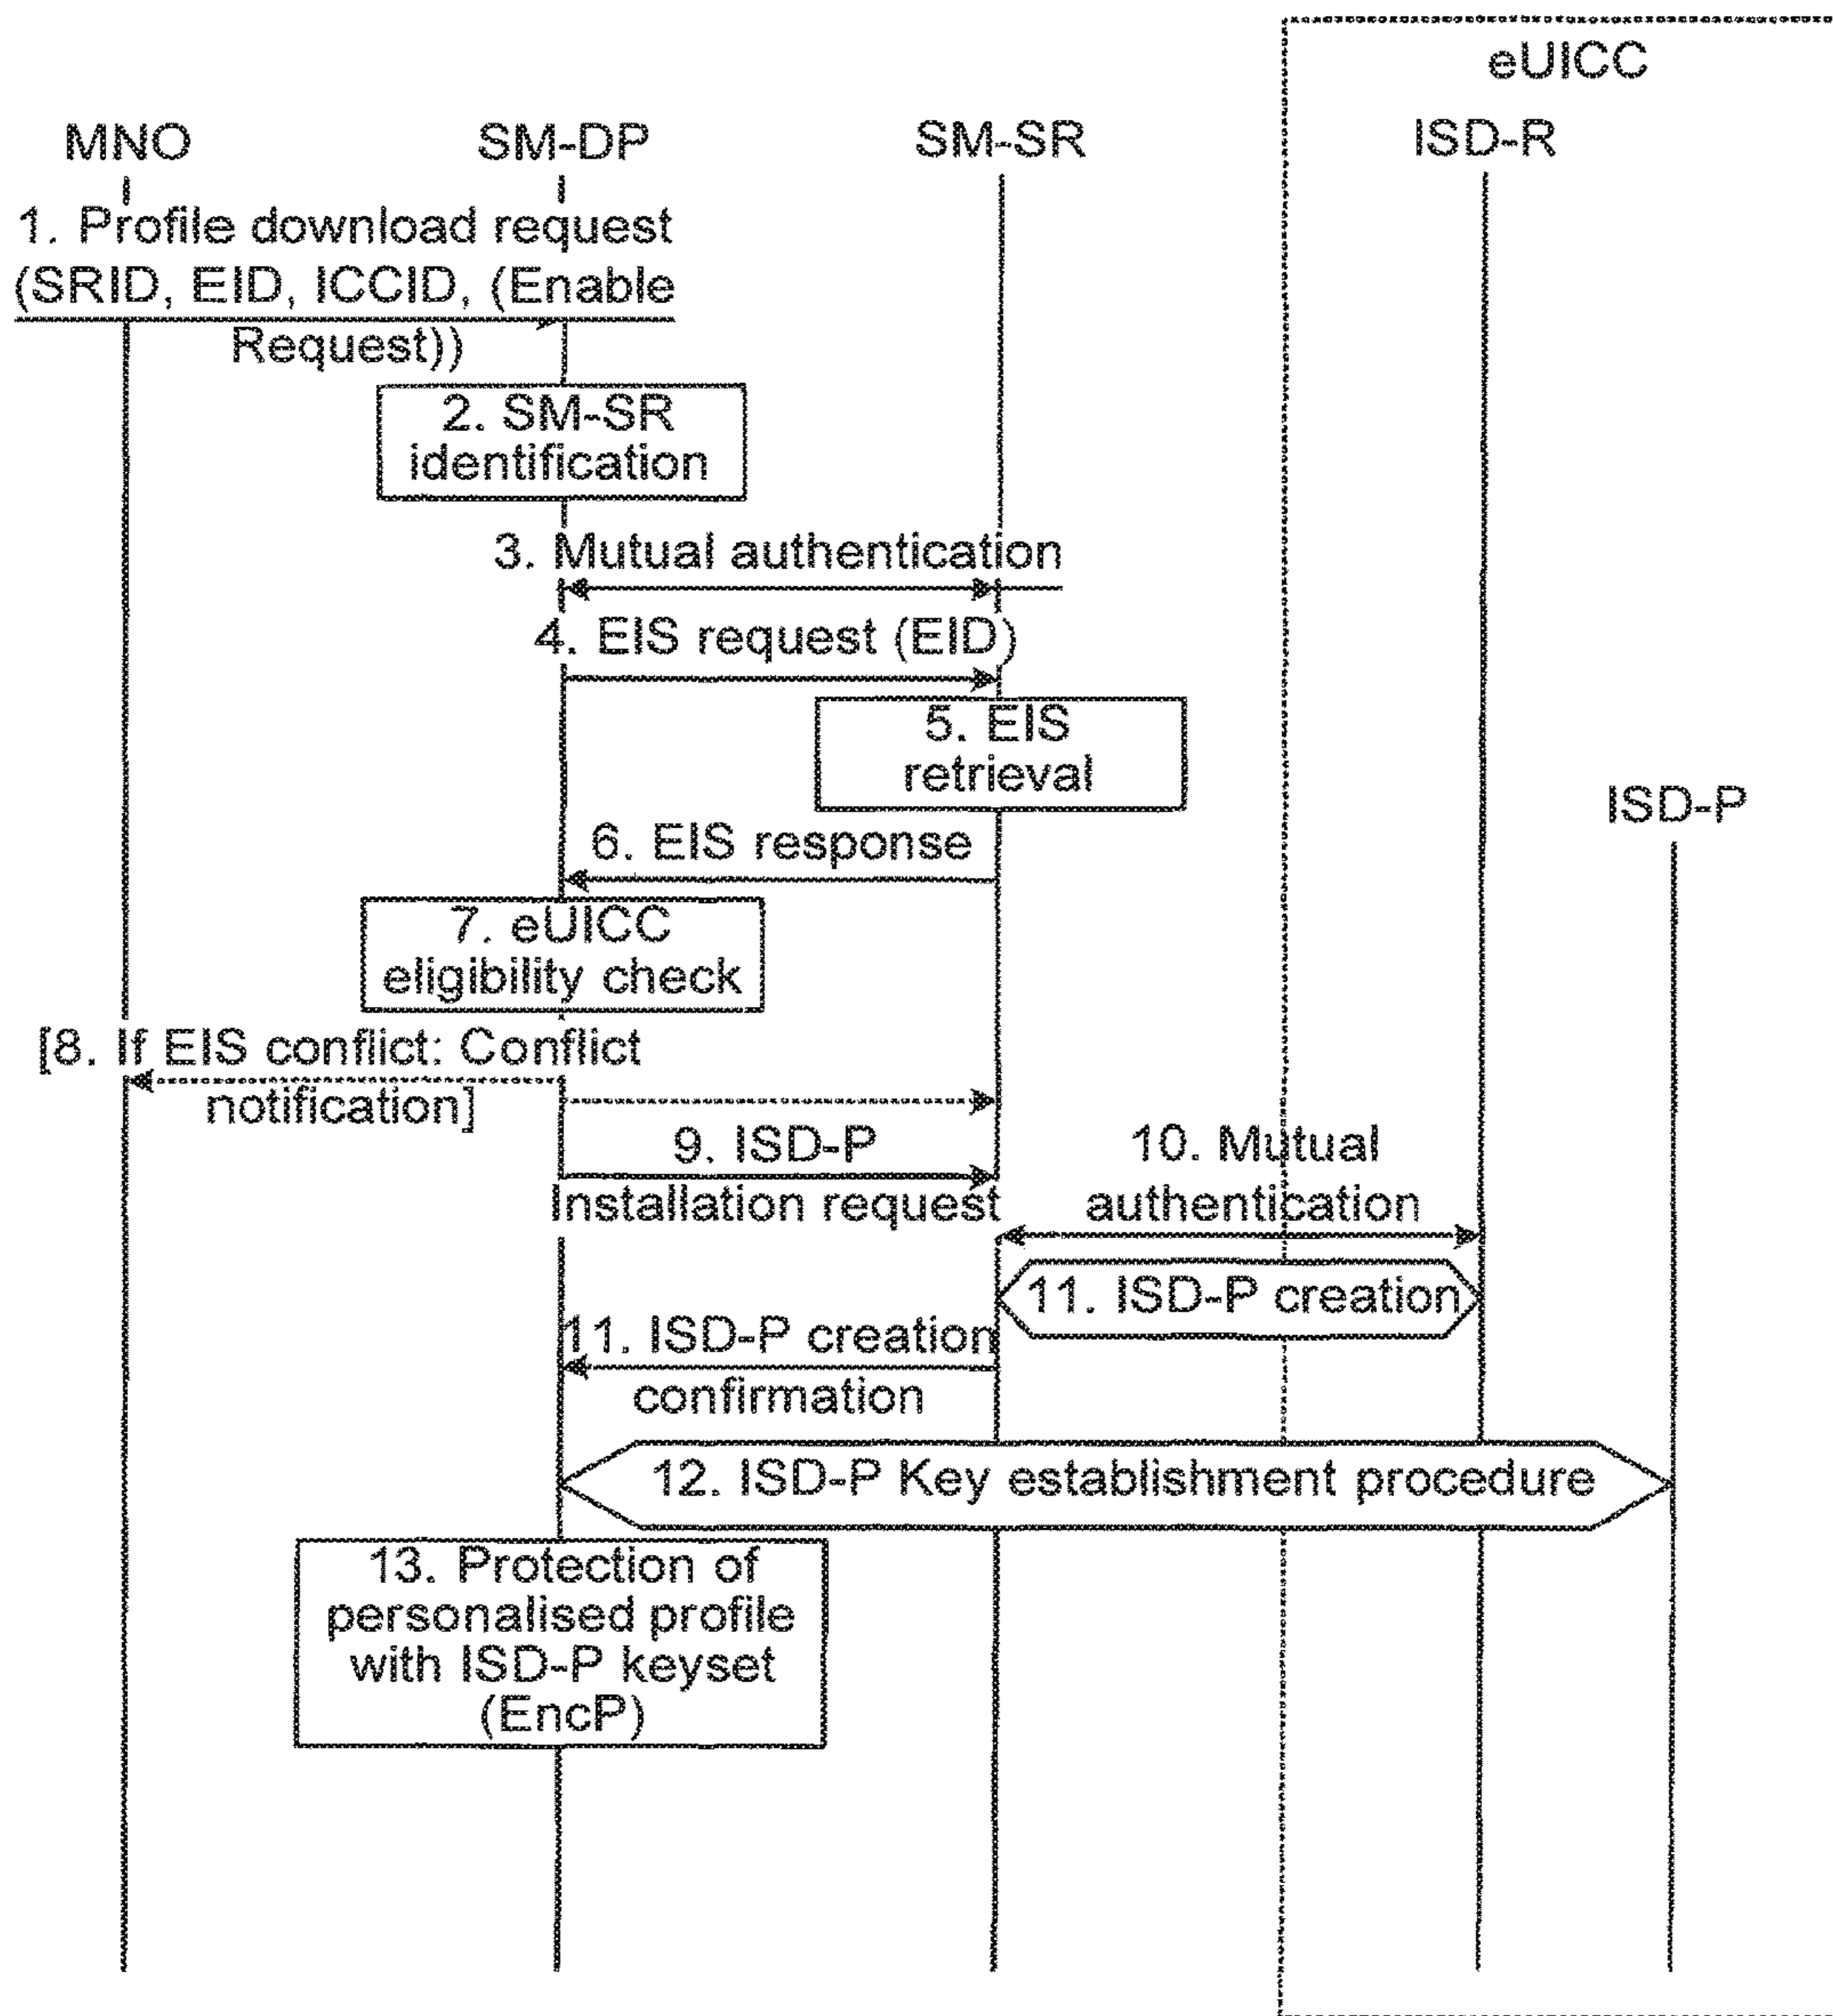 eUICC
MNO
SM-DP
SM-SR
ISD-R
1. Profile download request
(SRID, EID, ICCID, (Enable
Request))
2. SM-SR
identification
3. Mutual authentication
4. EIS request (EID)
5. EIS
retrieval
ISD-P
6. EIS response
7. eUICC
eligibility check
[8. If EIS conflict: Conflict
notification]
9. ISD-P
Installation request
10. Mutual
authentication
11. ISD-P creation
11. ISD-P creation
confirmation
12. ISD-P Key establishment procedure
13. Protection of
personalised profile
with ISD-P keyset
(EncP)